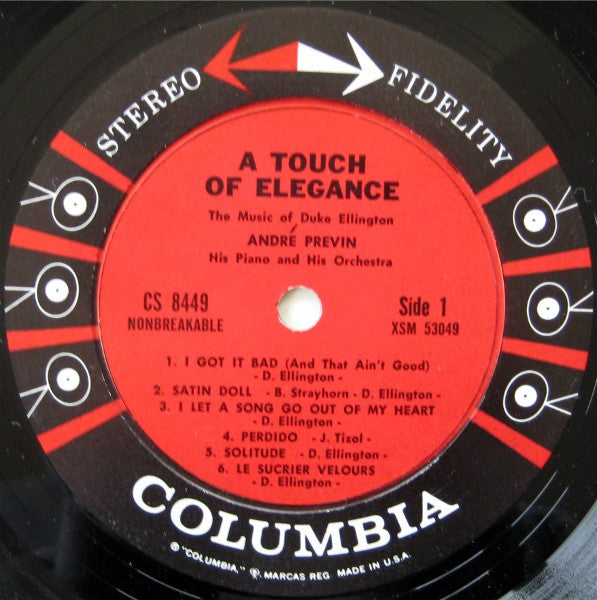 STEREO FIDELITY
A TOUCH
OF ELEGANCE
The Music of Duke Ellington
ANDRÉ PREVIN
His Piano and His Orchestra
CS 8449
NONBREAKABLE
Side 1
XSM 53049
1. I GOT IT BAD (And That Ain't Good)
- D. Ellington -
2. SATIN DOLL - B. Strayhorn - D. Ellington -
3. I LET A SONG GO OUT OF MY HEART
- D. Ellington -
4. PERDIDO - J. Tizol -
5. SOLITUDE - D. Ellington -
6. LE SUCRIER VELOURS
- D. Ellington -
COLUMBIA
® "COLUMBIA," ®. MARCAS REG MADE IN U.S.A.